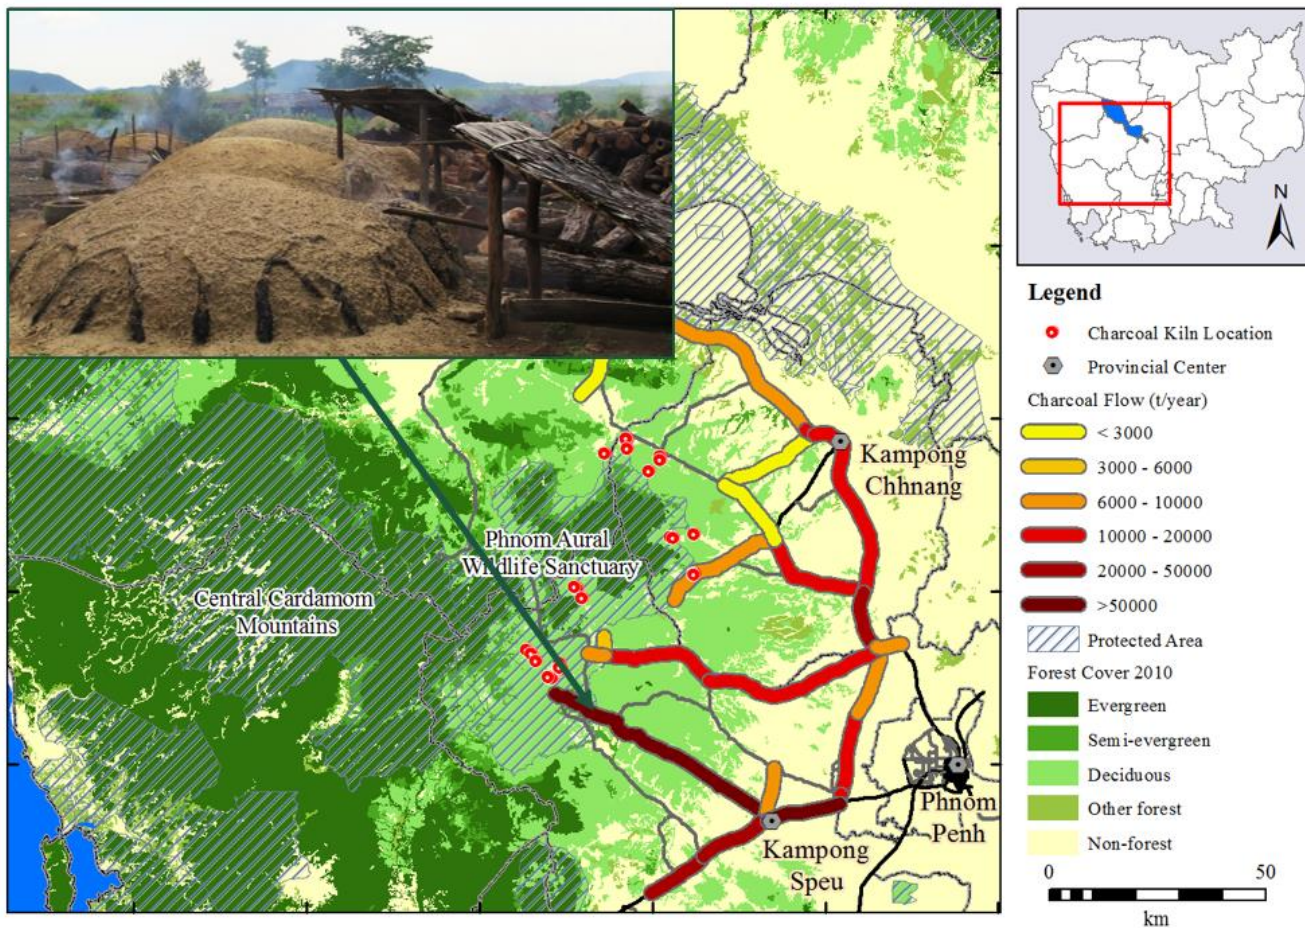 Kampong
Chhnang
Phnom Aural
Wildlife Sanctuary
Central Cardamom
Mountains
Phnom
Penh
Kampong
Speu
N
Legend
Charcoal Kiln Location
Provincial Center
Charcoal Flow (t/year)
< 3000
3000 - 6000
6000 - 10000
10000 - 20000
20000 - 50000
>50000
Protected Area
Forest Cover 2010
Evergreen
Semi-evergreen
Deciduous
Other forest
Non-forest
0 50
km